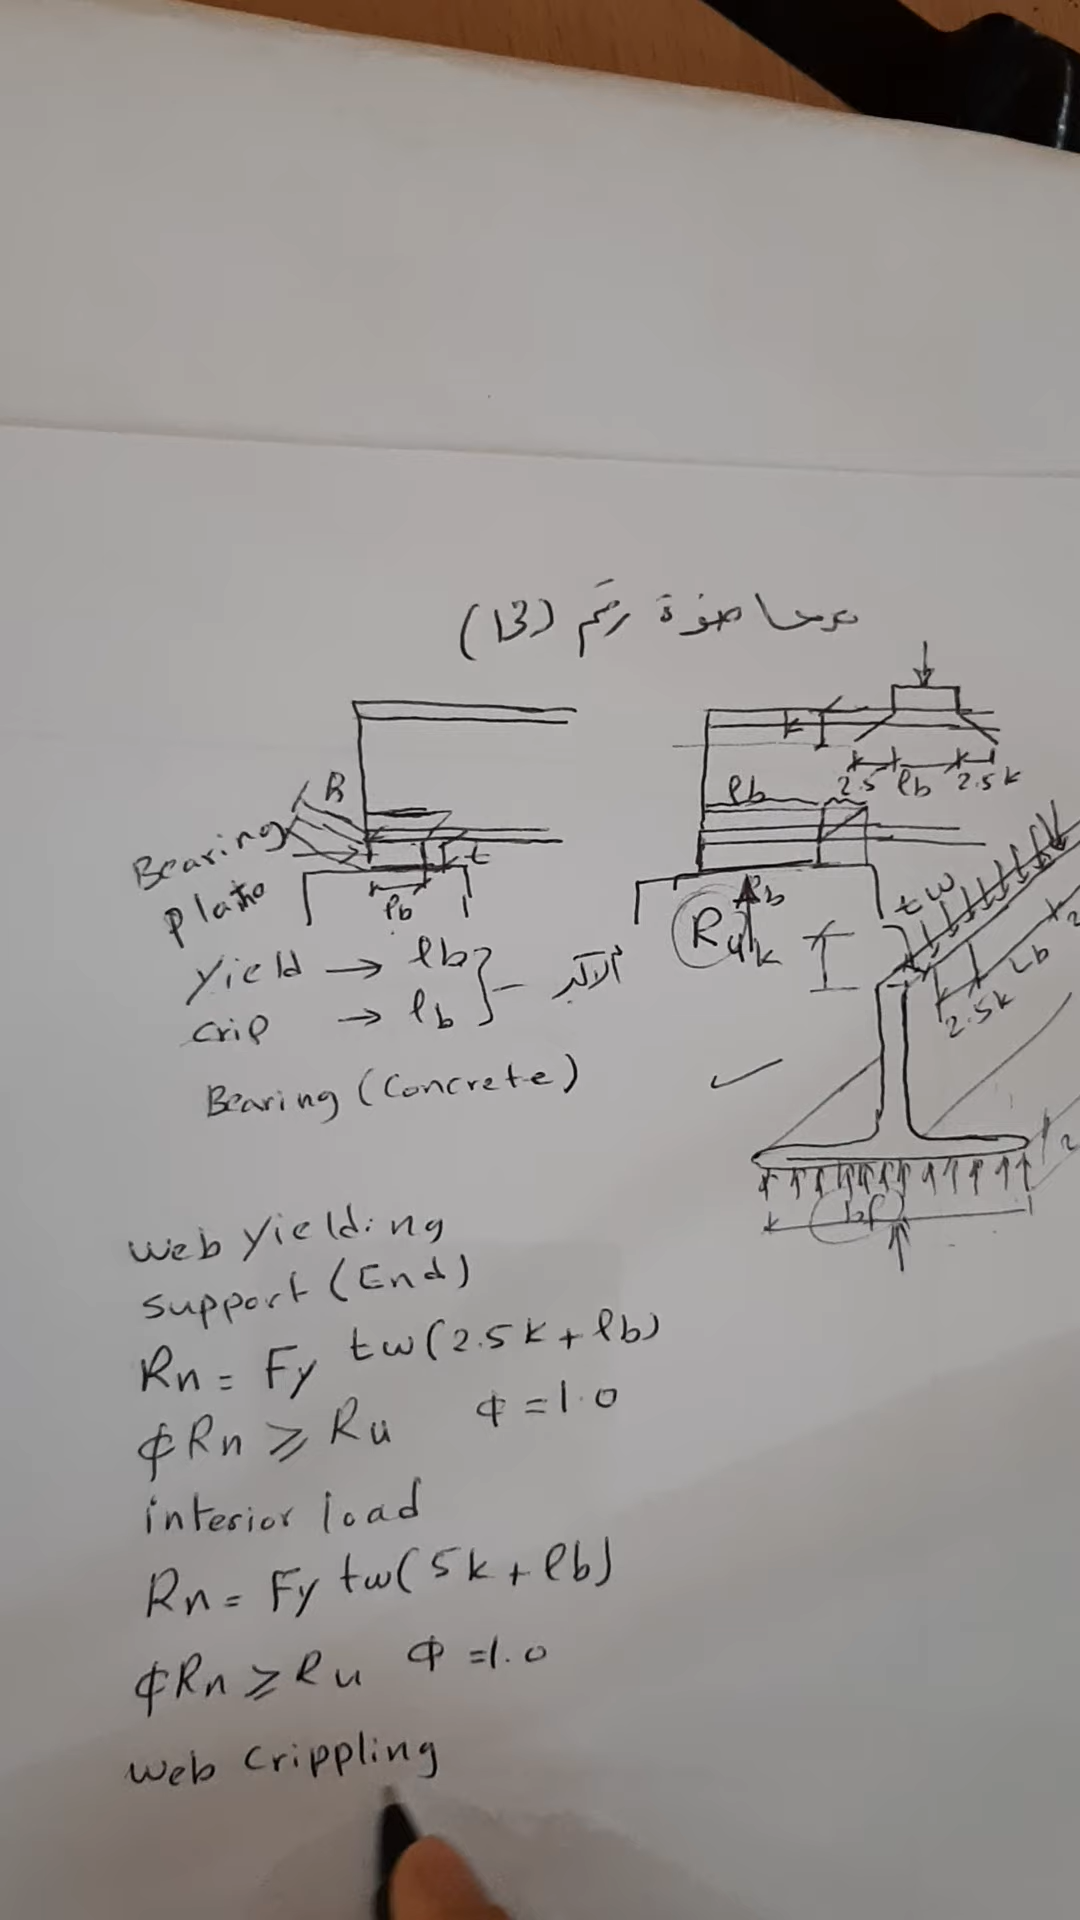 محاضرة رقم (13)
B
Bearing
plate
t
lb
k
2.5 lb 2.5k
lb
lb
Ru
k
tw
Lb
2.5k
bf
Yield → lb
Crip → lb
الأكبر
Bearing (Concrete)
web yielding
support (End)
Rn = Fy tw (2.5k + lb)
ϕRn ≥ Ru ϕ = 1.0
interior load
Rn = Fy tw (5k + lb)
ϕRn ≥ Ru ϕ = 1.0
web crippling